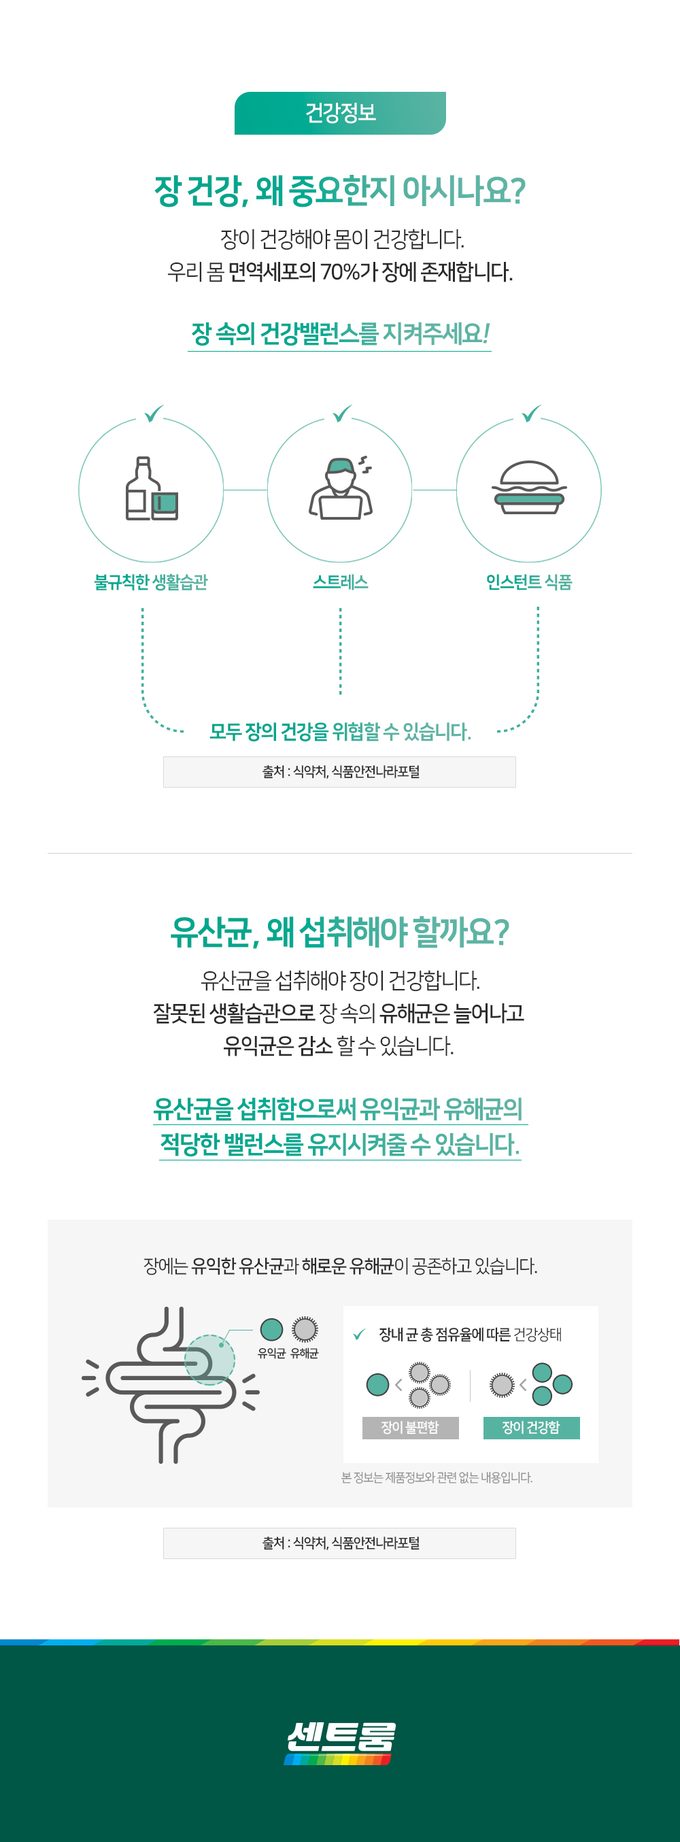 건강정보
장 건강, 왜 중요한지 아시나요?
장이 건강해야 몸이 건강합니다.
우리 몸 면역세포의 70%가 장에 존재합니다.
장 속의 건강밸런스를 지켜주세요!
불규칙한 생활습관
스트레스
인스턴트 식품
모두 장의 건강을 위협할 수 있습니다.
출처 : 식약처, 식품안전나라포털
유산균, 왜 섭취해야 할까요?
유산균을 섭취해야 장이 건강합니다.
잘못된 생활습관으로 장 속의 유해균은 늘어나고
유익균은 감소 할 수 있습니다.
유산균을 섭취함으로써 유익균과 유해균의
적당한 밸런스를 유지시켜줄 수 있습니다.
장에는 유익한 유산균과 해로운 유해균이 공존하고 있습니다.
유익균 유해균
장내 균 총 점유율에 따른 건강상태
장이 불편함
장이 건강함
본 정보는 제품정보와 관련 없는 내용입니다.
출처 : 식약처, 식품안전나라포털
센트룸